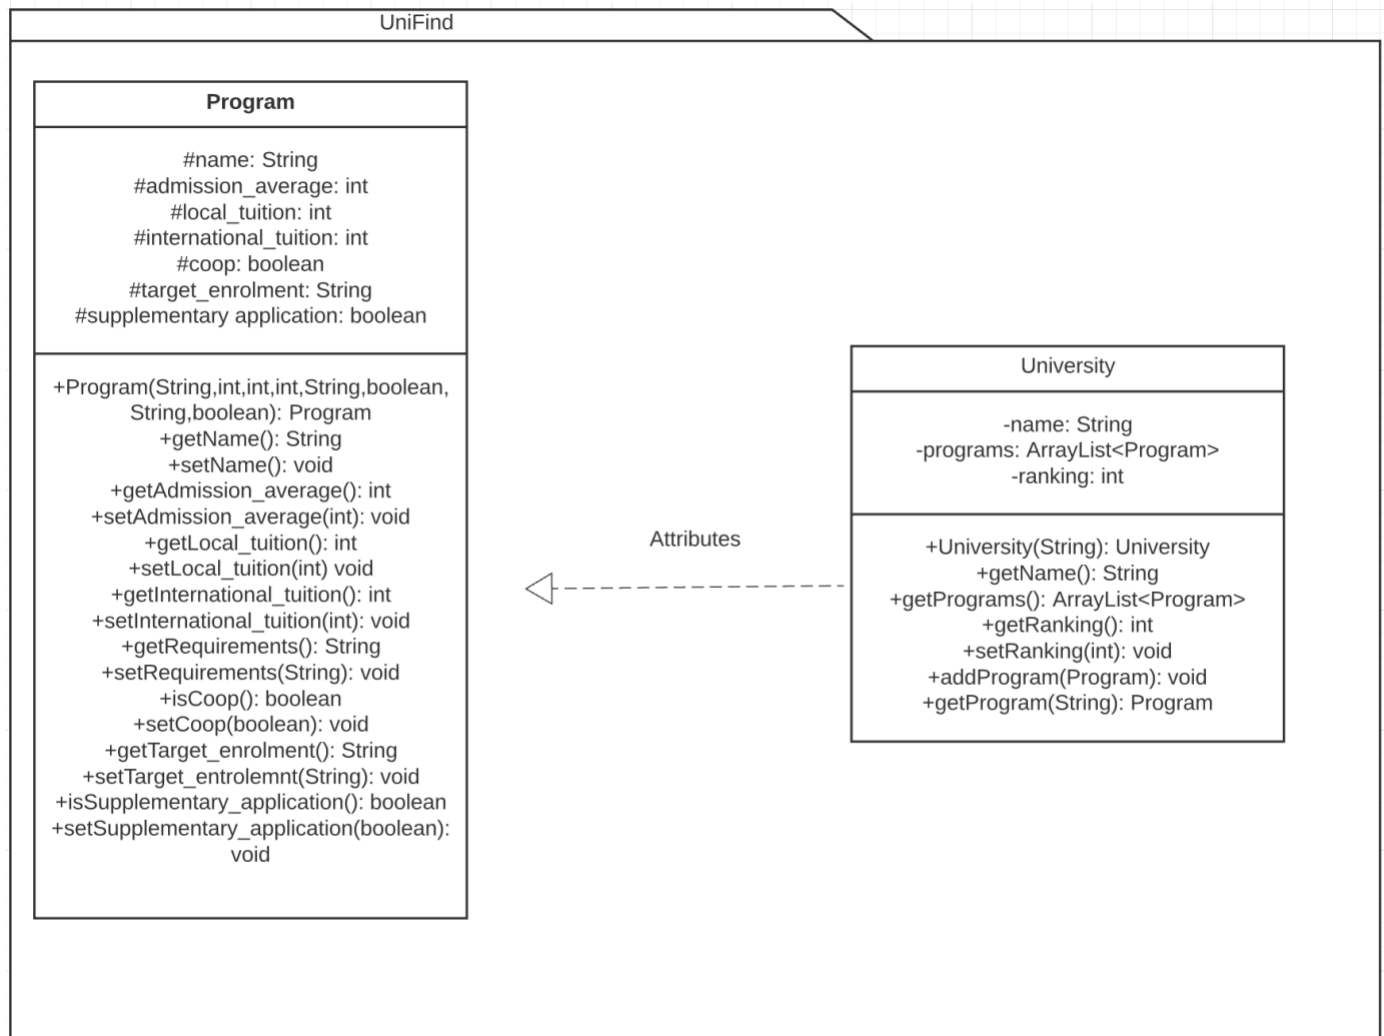 UniFind
Program
#name: String
#admission_average: int
#local_tuition: int
#international_tuition: int
#coop: boolean
#target_enrolment: String
#supplementary application: boolean
+Program(String,int,int,int,String,boolean,
String,boolean): Program
+getName(): String
+setName(): void
+getAdmission_average(): int
+setAdmission_average(int): void
+getLocal_tuition(): int
+setLocal_tuition(int) void
+getInternational_tuition(): int
+setInternational_tuition(int): void
+getRequirements(): String
+setRequirements(String): void
+isCoop(): boolean
+setCoop(boolean): void
+getTarget_enrolment(): String
+setTarget_entrolemnt(String): void
+isSupplementary_application(): boolean
+setSupplementary_application(boolean):
void
Attributes
University
-name: String
-programs: ArrayList<Program>
-ranking: int
+University(String): University
+getName(): String
+getPrograms(): ArrayList<Program>
+getRanking(): int
+setRanking(int): void
+addProgram(Program): void
+getProgram(String): Program